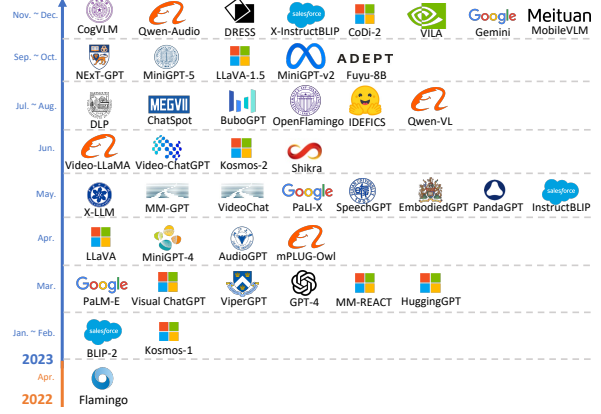 Nov. ~ Dec.
salesforce
Google
Meituan
CogVLM Qwen-Audio DRESS X-InstructBLIP CoDi-2 VILA Gemini MobileVLM
Sep. ~ Oct.
ADEPT
NExT-GPT MiniGPT-5 LLaVA-1.5 MiniGPT-v2 Fuyu-8B
Jul. ~ Aug.
MEGVII
DLP ChatSpot BuboGPT OpenFlamingo IDEFICS Qwen-VL
Jun.
Video-LLaMA Video-ChatGPT Kosmos-2 Shikra
May.
Google
salesforce
X-LLM MM-GPT VideoChat PaLI-X SpeechGPT EmbodiedGPT PandaGPT InstructBLIP
Apr.
LLaVA MiniGPT-4 AudioGPT mPLUG-Owl
Mar.
Google
PaLM-E Visual ChatGPT ViperGPT GPT-4 MM-REACT HuggingGPT
Jan. ~ Feb.
salesforce
BLIP-2 Kosmos-1
2023
Apr.
2022
Flamingo